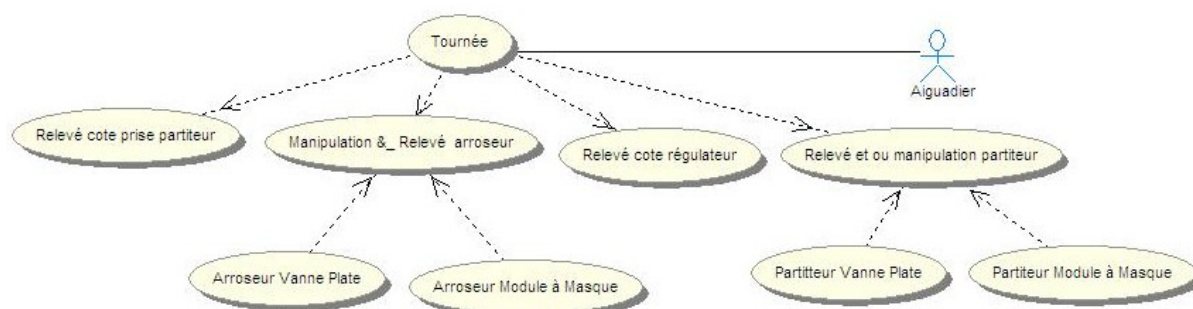 Tournée
Aiguadier
Relevé cote prise partiteur
Manipulation &_ Relevé arroseur
Relevé cote régulateur
Relevé et ou manipulation partiteur
Arroseur Vanne Plate
Arroseur Module à Masque
Partitteur Vanne Plate
Partiteur Module à Masque